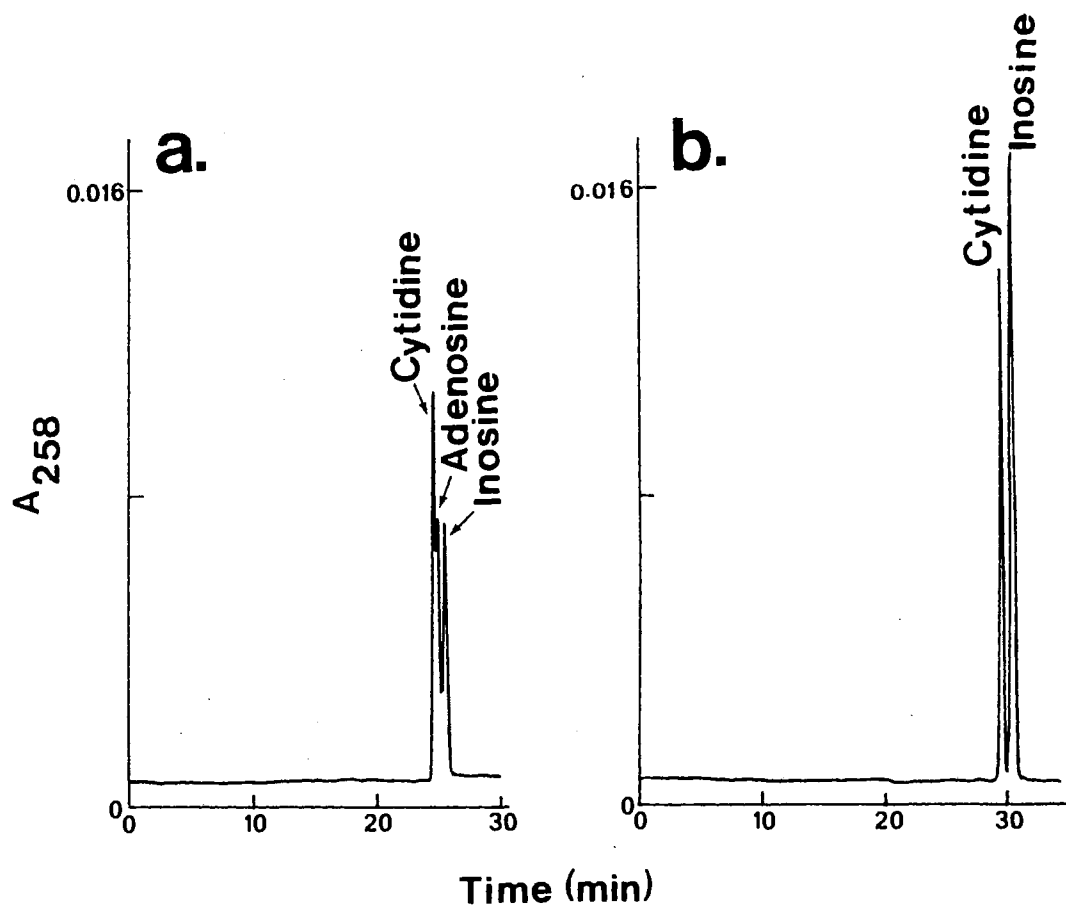 a.
0.016
Cytidine
Adenosine
Inosine
A258
0
0
10
20
30
b.
0.016
Cytidine
Inosine
0
0
10
20
30
Time (min)